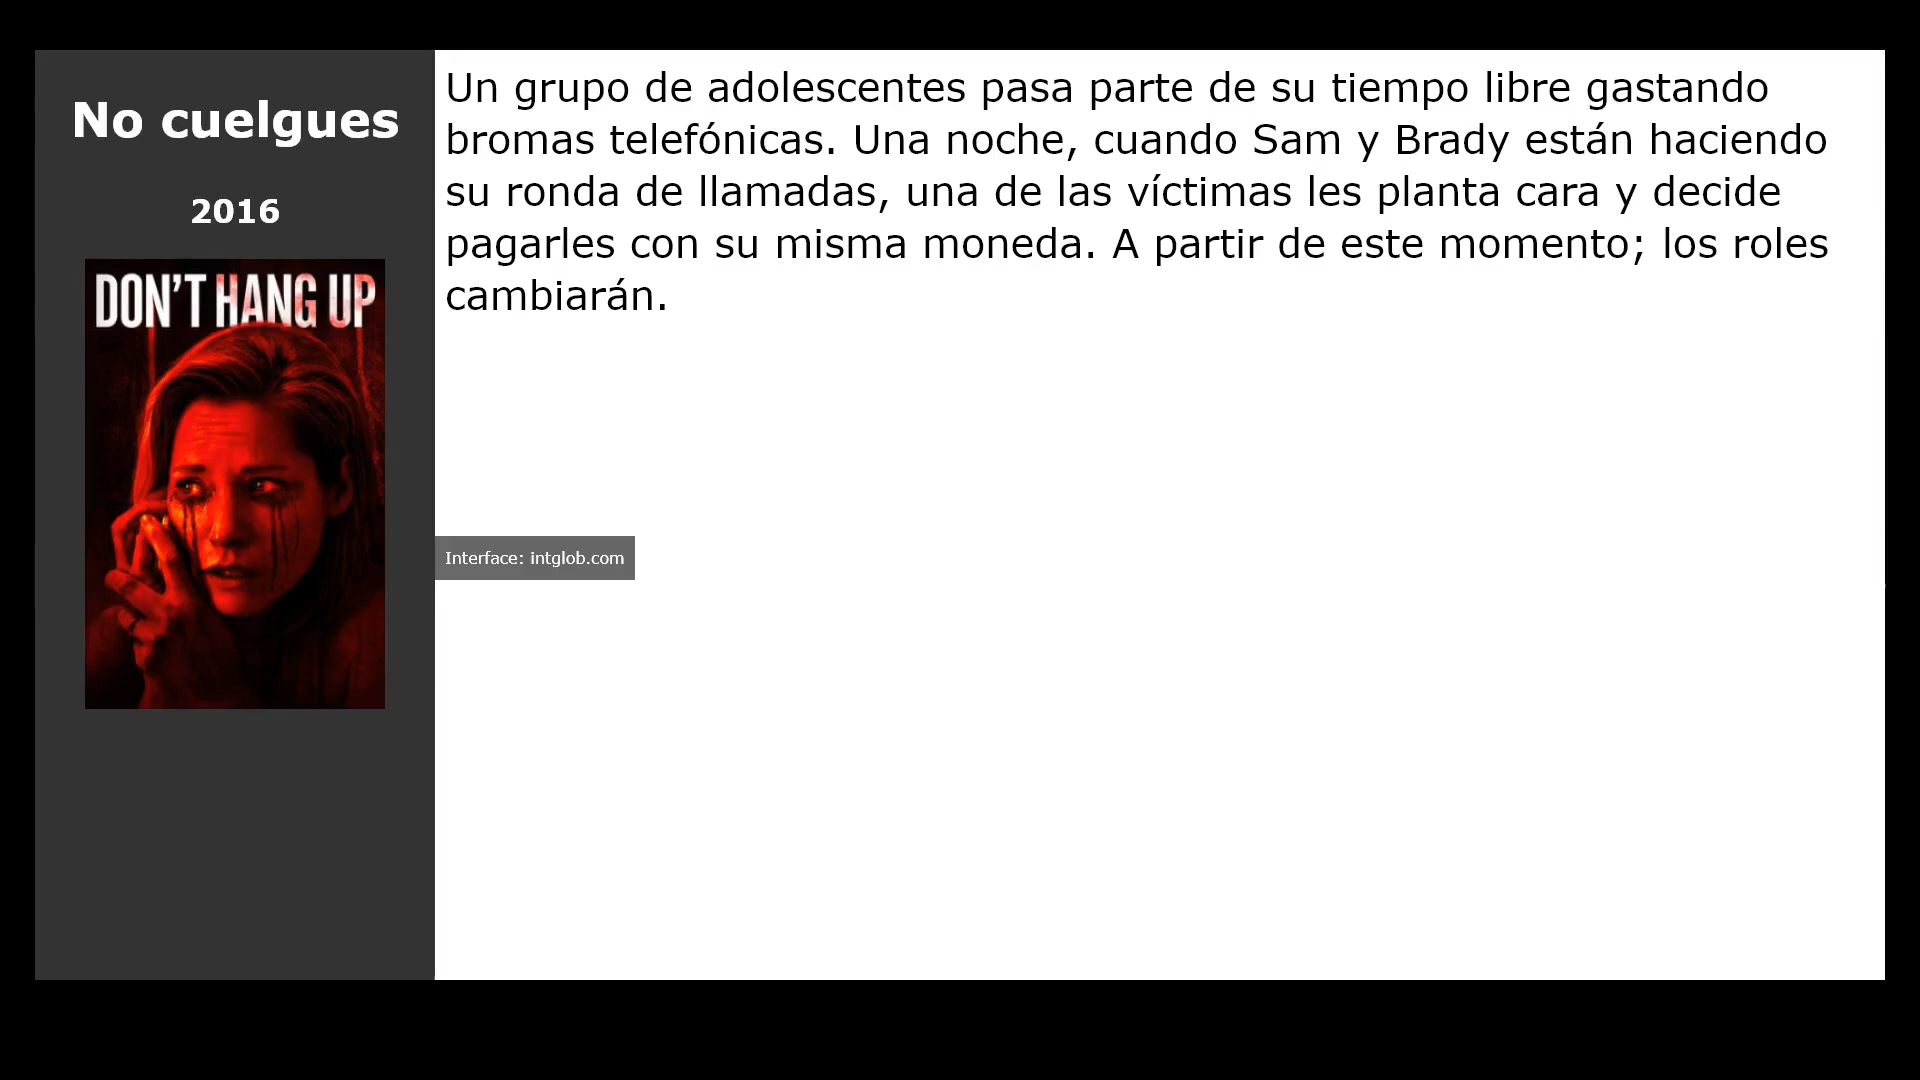 No cuelgues
2016
DON'T HANG UP
Un grupo de adolescentes pasa parte de su tiempo libre gastando
bromas telefónicas. Una noche, cuando Sam y Brady están haciendo
su ronda de llamadas, una de las víctimas les planta cara y decide
pagarles con su misma moneda. A partir de este momento; los roles
cambiarán.
Interface: intglob.com